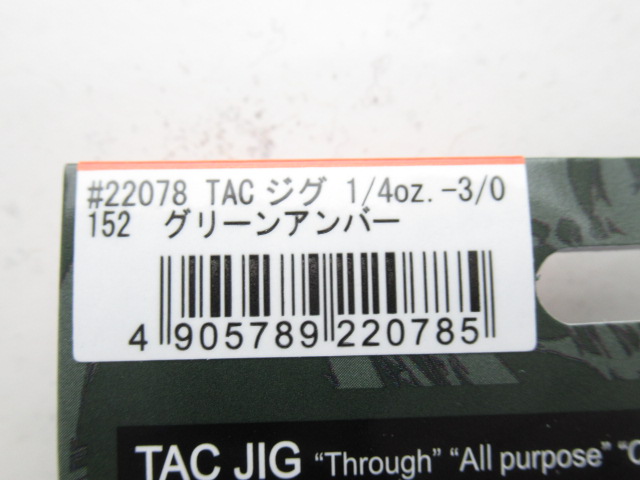 #22078 TAC ジグ 1/4oz.-3/0
152 グリーンアンバー
4 905789 220785
TAC JIG "Through" "All purpose"